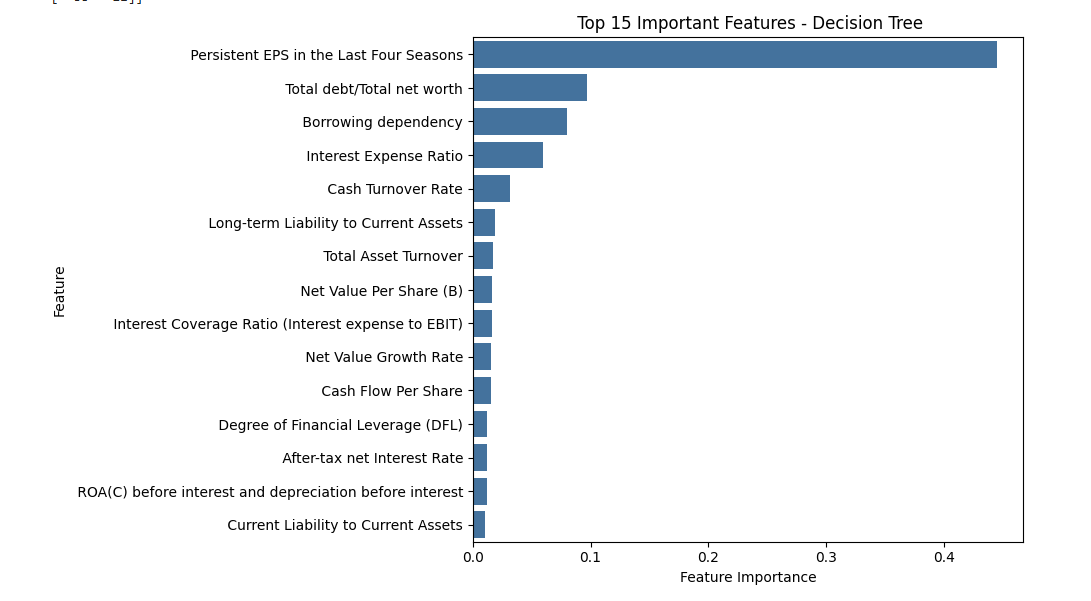 Top 15 Important Features - Decision Tree
Persistent EPS in the Last Four Seasons
Total debt/Total net worth
Borrowing dependency
Interest Expense Ratio
Cash Turnover Rate
Long-term Liability to Current Assets
Total Asset Turnover
Net Value Per Share (B)
Interest Coverage Ratio (Interest expense to EBIT)
Net Value Growth Rate
Cash Flow Per Share
Degree of Financial Leverage (DFL)
After-tax net Interest Rate
ROA(C) before interest and depreciation before interest
Current Liability to Current Assets
Feature
0.0 0.1 0.2 0.3 0.4
Feature Importance